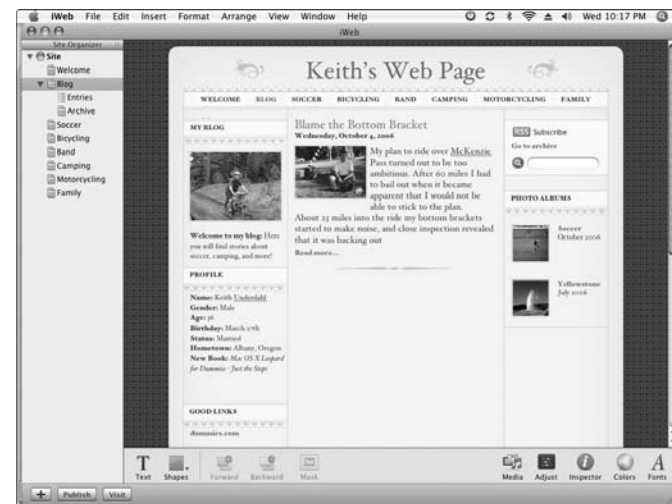 iWeb File Edit Insert Format Arrange View Window Help Wed 10:17 PM
iWeb
Site Organizer
Site
Welcome
Blog
Entries
Archive
Soccer
Bicycling
Band
Camping
Motorcycling
Family
Keith's Web Page
WELCOME BLOG SOCCER BICYCLING BAND CAMPING MOTORCYCLING FAMILY
MY BLOG
Welcome to my blog: Here
you will find stories about
soccer, camping, and more!
PROFILE
Name: Keith Underdahl
Gender: Male
Age: 36
Birthday: March 27th
Status: Married
Hometown: Albany, Oregon
New Book: Mac OS X Leopard
for Dummies - Just the Steps
GOOD LINKS
dummies.com
Blame the Bottom Bracket
Wednesday, October 4, 2006
My plan to ride over McKenzie
Pass turned out to be too
ambitious. After 60 miles I had
to bail out when it became
apparent that I would not be
able to stick to the plan.
About 25 miles into the ride my bottom brackets
started to make noise, and close inspection revealed
that it was backing out
Read more...
RSS Subscribe
Go to archive
PHOTO ALBUMS
Soccer
October 2006
Yellowstone
July 2006
Text Shapes Forward Backward Mask Media Adjust Inspector Colors Fonts
Publish Visit